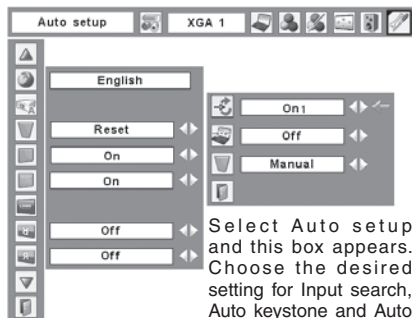 Auto setup
XGA 1
English
Reset
On
On
Off
Off
On1
Off
Manual
Select Auto setup
and this box appears.
Choose the desired
setting for Input search,
Auto keystone and Auto